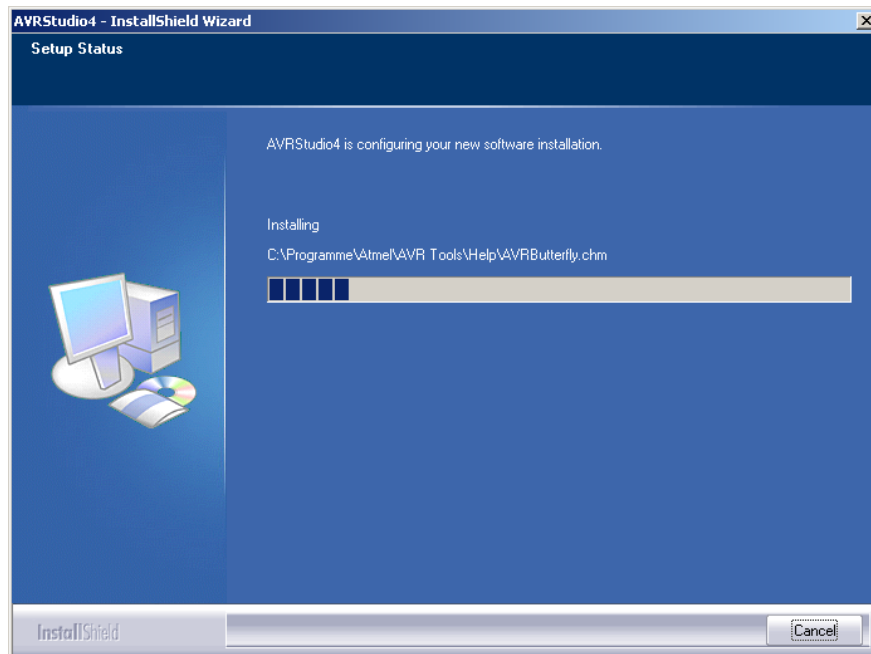 AVRStudio4 - InstallShield Wizard
Setup Status
AVRStudio4 is configuring your new software installation.
Installing
C:\Programme\Atmel\AVR Tools\Help\AVRButterfly.chm
InstallShield
Cancel